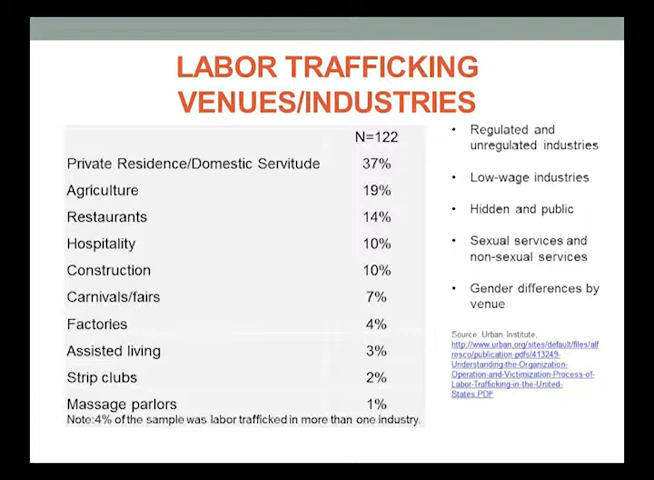 LABOR TRAFFICKING
VENUES/INDUSTRIES
N=122
Private Residence/Domestic Servitude 37%
Agriculture 19%
Restaurants 14%
Hospitality 10%
Construction 10%
Carnivals/fairs 7%
Factories 4%
Assisted living 3%
Strip clubs 2%
Massage parlors 1%
Note:4% of the sample was labor trafficked in more than one industry.
• Regulated and
unregulated industries
• Low-wage industries
• Hidden and public
• Sexual services and
non-sexual services
• Gender differences by
venue
Source: Urban Institute,
http://www.urban.org/sites/default/files/alf
resco/publication-pdfs/413249-
Understanding-the-Organization-
Operation-and-Victimization-Process-of-
Labor-Trafficking-in-the-United-
States.PDF